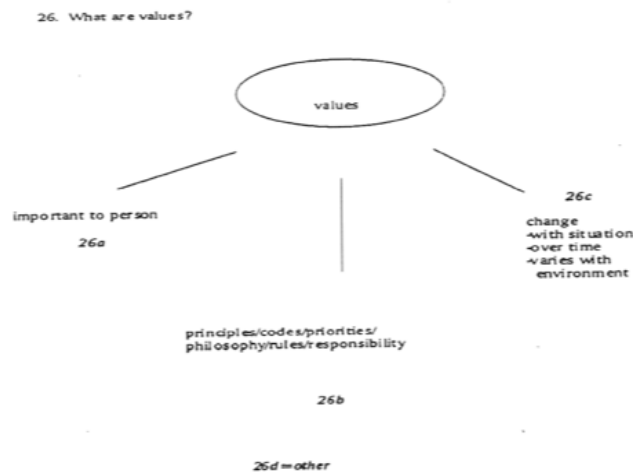 26. What are values?
values
important to person
26a
26c
change
-with situation
-over time
-varies with
environment
principles/codes/priorities/
philosophy/rules/responsibility
26b
26d=other